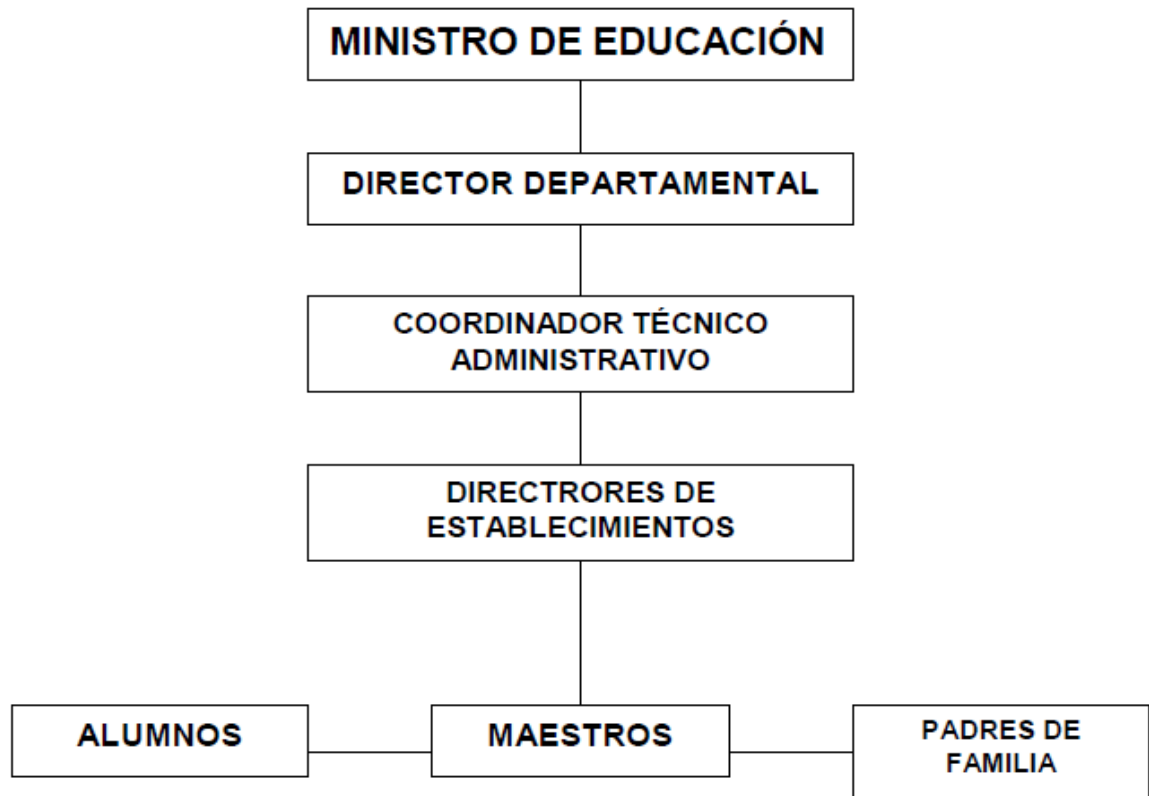 MINISTRO DE EDUCACIÓN
DIRECTOR DEPARTAMENTAL
COORDINADOR TÉCNICO
ADMINISTRATIVO
DIRECTRORES DE
ESTABLECIMIENTOS
ALUMNOS
MAESTROS
PADRES DE
FAMILIA